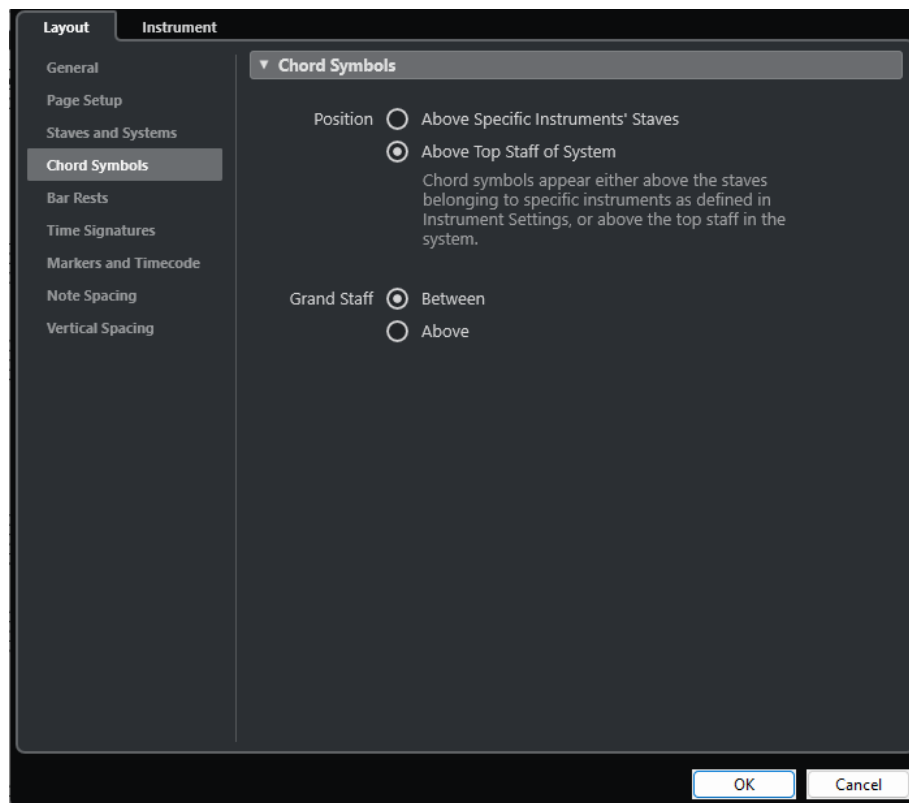 Layout Instrument
General
Page Setup
Staves and Systems
Chord Symbols
Bar Rests
Time Signatures
Markers and Timecode
Note Spacing
Vertical Spacing
Chord Symbols
Position Above Specific Instruments' Staves
Above Top Staff of System
Chord symbols appear either above the staves
belonging to specific instruments as defined in
Instrument Settings, or above the top staff in the
system.
Grand Staff Between
Above
OK Cancel